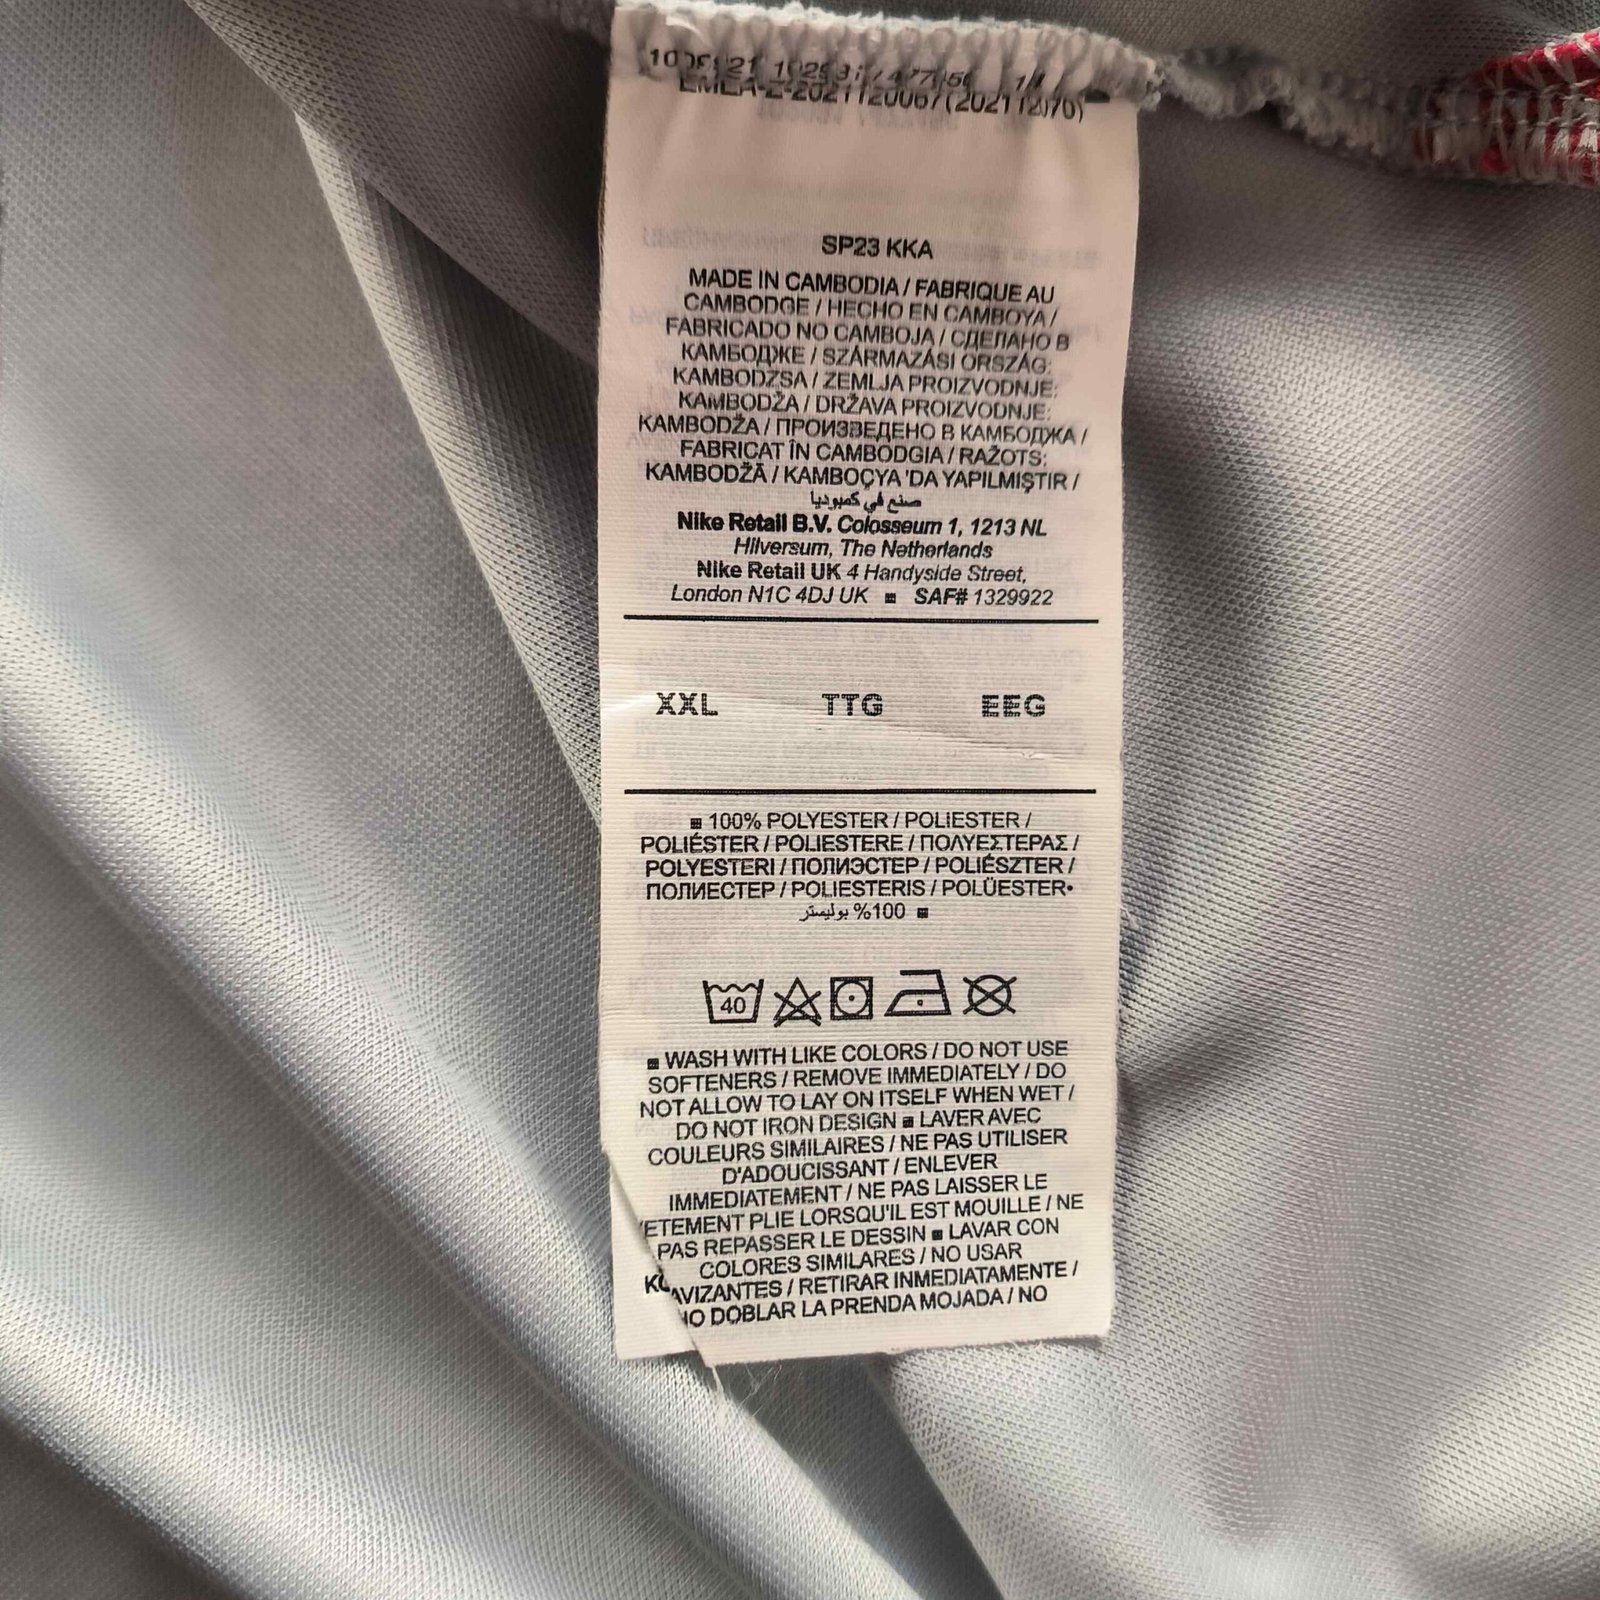 SP23 KKA
MADE IN CAMBODIA / FABRIQUE AU
CAMBODGE / HECHO EN CAMBOYA /
FABRICADO NO CAMBOJA / СДЕЛАНО В
КАМБОДЖЕ / SZÁRMAZÁSI ORSZÁG:
KAMBODZSA / ZEMLJA PROIZVODNJE:
KAMBODŽA / DRŽAVA PROIZVODNJE:
KAMBODŽA / ПРОИЗВЕДЕНО В КАМБОДЖА /
FABRICAT ÎN CAMBODGIA / RAŽOTS:
KAMBODŽĀ / KAMBOÇYA 'DA YAPILMIŞTIR /
صنع في كمبوديا
Nike Retail B.V. Colosseum 1, 1213 NL
Hilversum, The Netherlands
Nike Retail UK 4 Handyside Street,
London N1C 4DJ UK SAF# 1329922
XXL TTG EEG
100% POLYESTER / POLIESTER /
POLIÉSTER / POLIESTERE / ΠΟΛΥΕΣΤΕΡΑΣ /
POLYESTERI / ПОЛИЭСТЕР / POLIÉSZTER /
ПОЛИЕСТЕР / POLIESTERIS / POLÜESTER•
100% بوليستر
40
WASH WITH LIKE COLORS / DO NOT USE
SOFTENERS / REMOVE IMMEDIATELY / DO
NOT ALLOW TO LAY ON ITSELF WHEN WET /
DO NOT IRON DESIGN LAVER AVEC
COULEURS SIMILAIRES / NE PAS UTILISER
D'ADOUCISSANT / ENLEVER
IMMEDIATEMENT / NE PAS LAISSER LE
VETEMENT PLIE LORSQU'IL EST MOUILLE / NE
PAS REPASSER LE DESSIN LAVAR CON
COLORES SIMILARES / NO USAR
AVIZANTES / RETIRAR INMEDIATAMENTE /
NO DOBLAR LA PRENDA MOJADA / NO